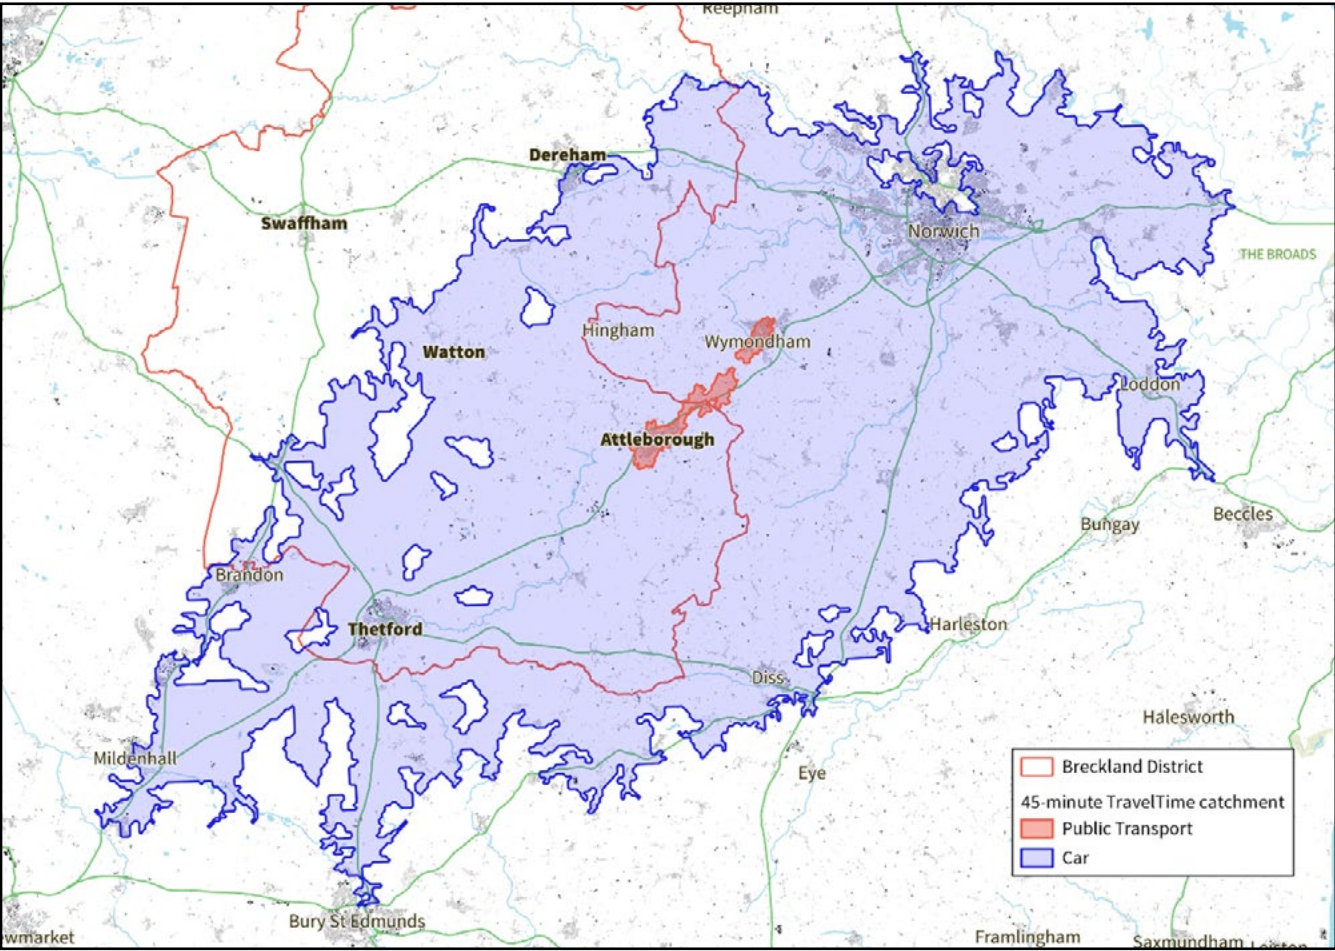 Reepham
Dereham
Swaffham
Norwich
THE BROADS
Hingham
Wymondham
Watton
Loddon
Attleborough
Beccles
Bungay
Brandon
Harleston
Thetford
Diss
Halesworth
Mildenhall
Eye
Breckland District
45-minute TravelTime catchment
Public Transport
Car
Bury St Edmunds
wmarket
Framlingham
Saxmundham